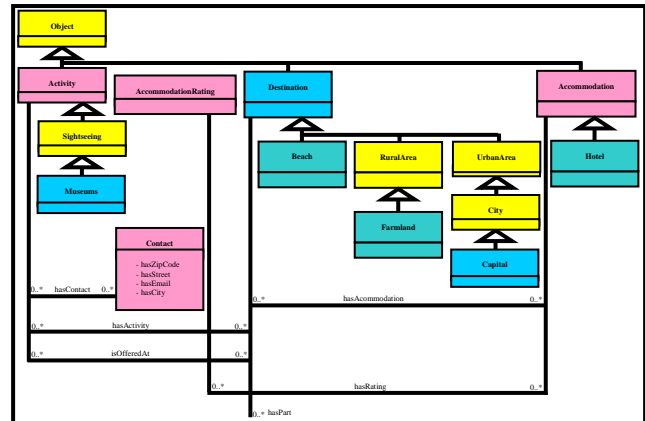 Object
Activity
AccommodationRating
Destination
Accommodation
Sightseeing
Beach
RuralArea
UrbanArea
Hotel
Museums
City
Farmland
Contact
- hasZipCode
- hasStreet
- hasEmail
- hasCity
Capital
0..* hasContact 0..*
0..* hasAcommodation 0..*
0..* hasActivity 0..*
0..* isOfferedAt 0..*
0..* hasRating 0..*
0..* hasPart